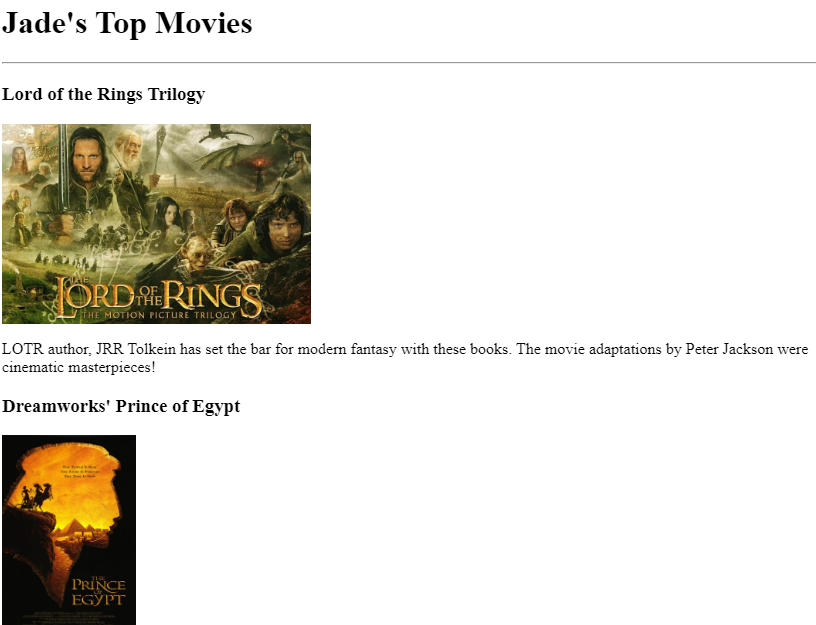 Jade's Top Movies
Lord of the Rings Trilogy
THE
LORD OF THE RINGS
THE MOTION PICTURE TRILOGY
LOTR author, JRR Tolkein has set the bar for modern fantasy with these books. The movie adaptations by Peter Jackson were
cinematic masterpieces!
Dreamworks' Prince of Egypt
THE
PRINCE
OF
EGYPT